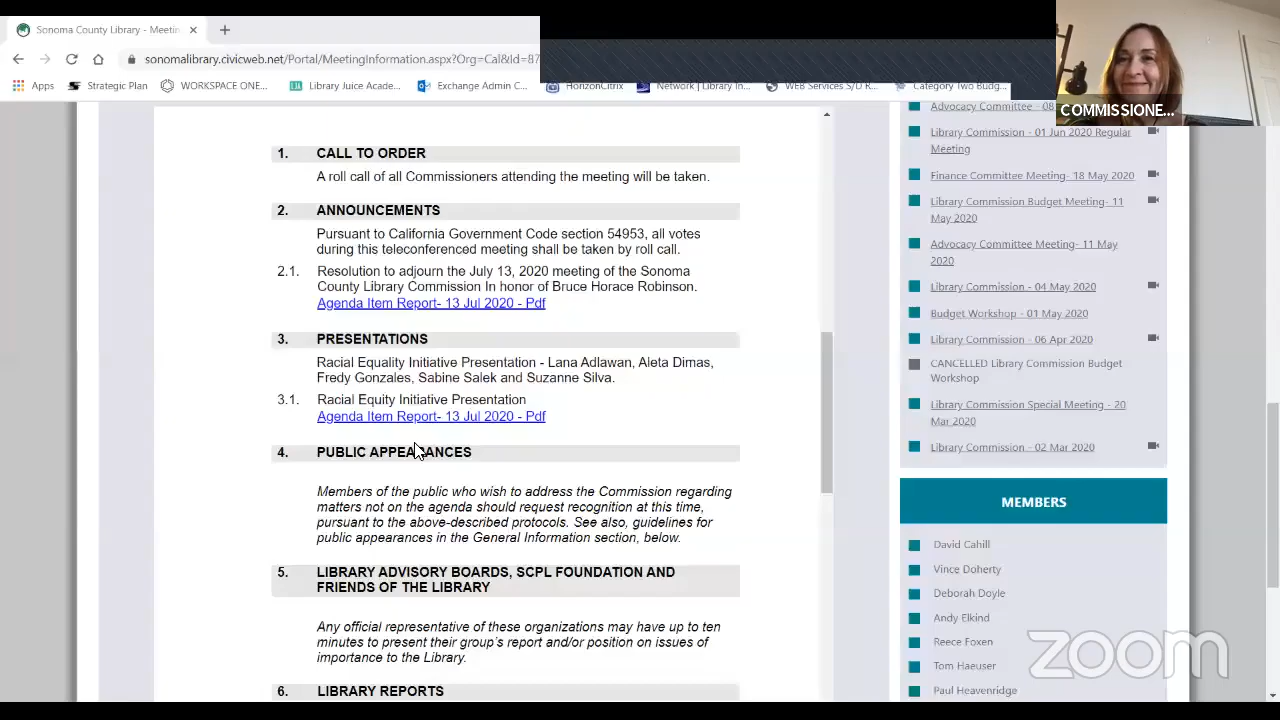 Sonoma County Library - Meetin
sonomalibrary.civicweb.net/Portal/MeetingInformation.aspx?Org=Cal&Id=87
Apps
Strategic Plan
WORKSPACE ONE...
Library Juice Acade...
Exchange Admin C...
HorizonCitrix
Network | Library In...
WEB Services S/D R...
Category Two Budg...
COMMISSIONE...
1. CALL TO ORDER
A roll call of all Commissioners attending the meeting will be taken.
2. ANNOUNCEMENTS
Pursuant to California Government Code section 54953, all votes
during this teleconferenced meeting shall be taken by roll call.
2.1. Resolution to adjourn the July 13, 2020 meeting of the Sonoma
County Library Commission In honor of Bruce Horace Robinson.
Agenda Item Report- 13 Jul 2020 - Pdf
3. PRESENTATIONS
Racial Equality Initiative Presentation - Lana Adlawan, Aleta Dimas,
Fredy Gonzales, Sabine Salek and Suzanne Silva.
3.1. Racial Equity Initiative Presentation
Agenda Item Report- 13 Jul 2020 - Pdf
4. PUBLIC APPEARANCES
Members of the public who wish to address the Commission regarding
matters not on the agenda should request recognition at this time,
pursuant to the above-described protocols. See also, guidelines for
public appearances in the General Information section, below.
5. LIBRARY ADVISORY BOARDS, SCPL FOUNDATION AND
FRIENDS OF THE LIBRARY
Any official representative of these organizations may have up to ten
minutes to present their group's report and/or position on issues of
importance to the Library.
6. LIBRARY REPORTS
Advocacy Committee - 08
Library Commission - 01 Jun 2020 Regular
Meeting
Finance Committee Meeting- 18 May 2020
Library Commission Budget Meeting- 11
May 2020
Advocacy Committee Meeting- 11 May
2020
Library Commission - 04 May 2020
Budget Workshop - 01 May 2020
Library Commission - 06 Apr 2020
CANCELLED Library Commission Budget
Workshop
Library Commission Special Meeting - 20
Mar 2020
Library Commission - 02 Mar 2020
MEMBERS
David Cahill
Vince Doherty
Deborah Doyle
Andy Elkind
Reece Foxen
Tom Haeuser
Paul Heavenridge
zoom